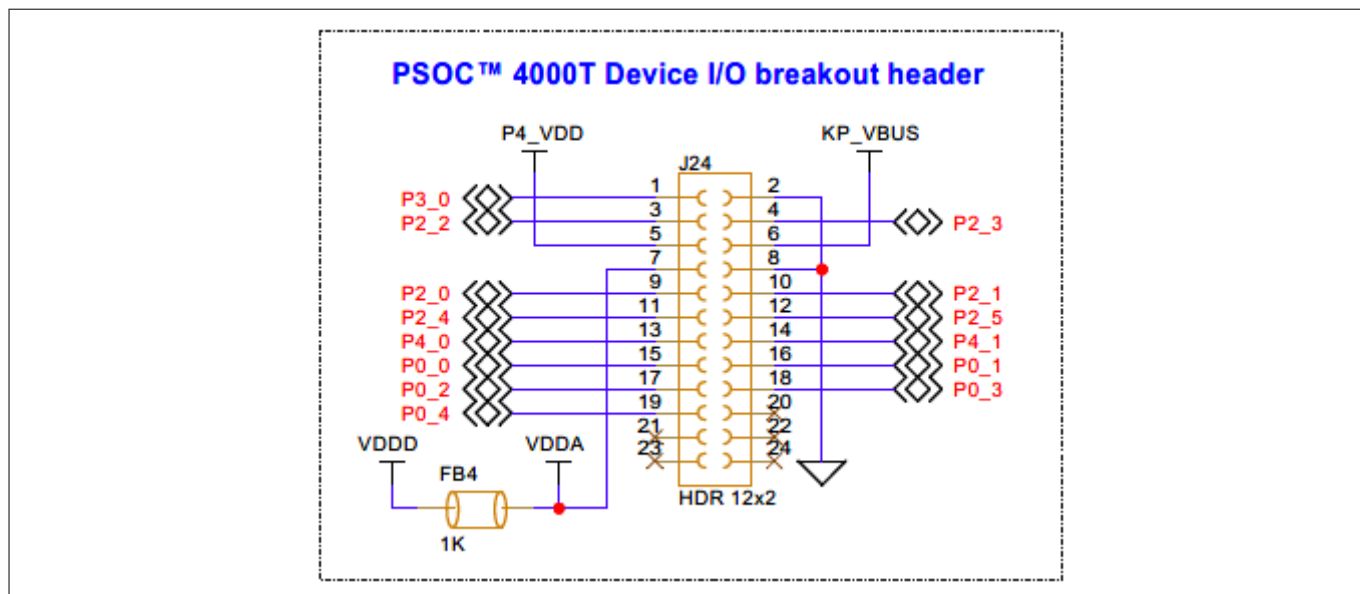 PSOC™ 4000T Device I/O breakout header
P4_VDD KP_VBUS
J24
P3_0 1 2
P2_2 3 4 P2_3
5 6
7 8
P2_0 9 10 P2_1
P2_4 11 12 P2_5
P4_0 13 14 P4_1
P0_0 15 16 P0_1
P0_2 17 18 P0_3
P0_4 19 20
21 22
VDDD VDDA 23 24
FB4
HDR 12x2
1K